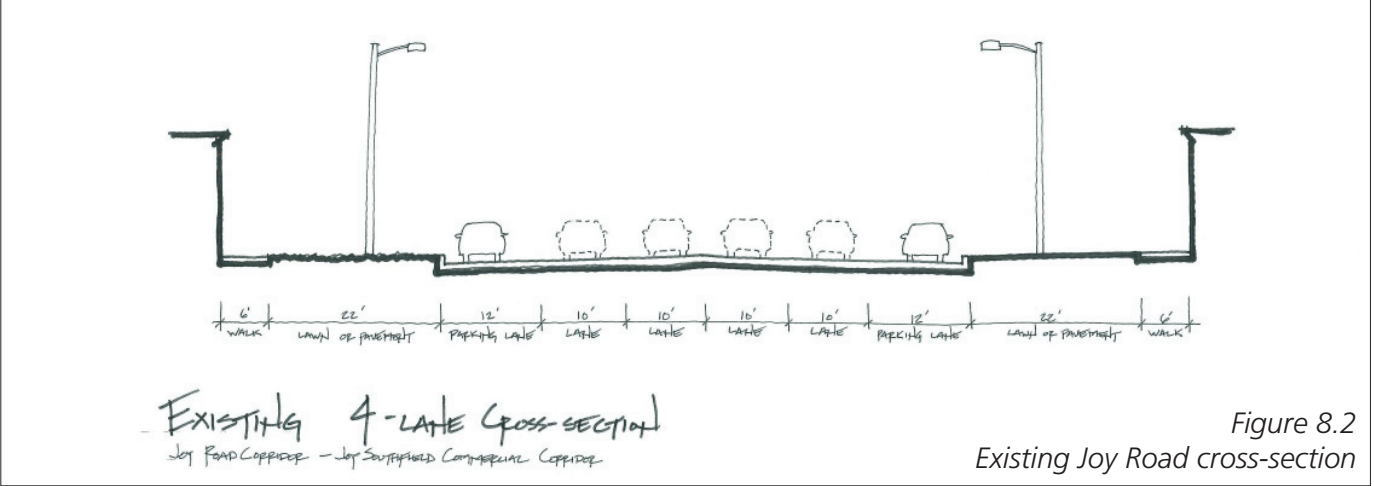 6' 22' 12' 10' 10' 10' 10' 12' 22' 6'
WALK LAWN OR PAVEMENT PARKING LANE LANE LANE LANE LANE PARKING LANE LAWN OR PAVEMENT WALK
EXISTING 4-LANE CROSS-SECTION
JOY ROAD CORRIDOR - JOY SOUTHFIELD COMMERCIAL CORRIDOR
Figure 8.2
Existing Joy Road cross-section